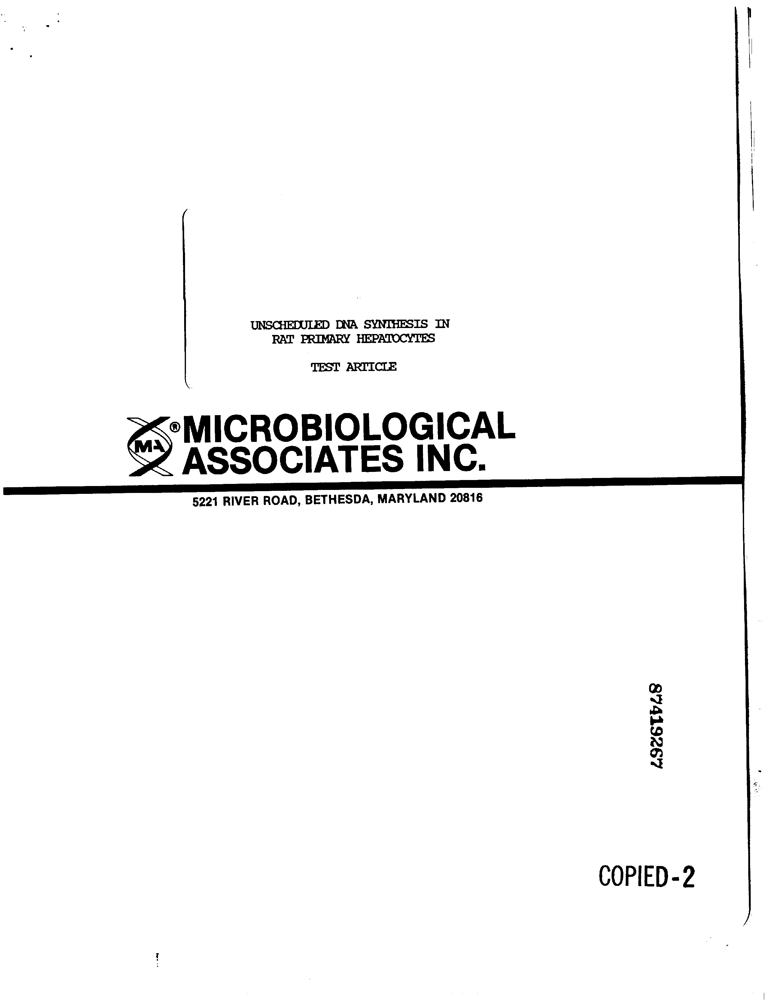 UNSCHEDULED DNA SYNTHESIS IN
RAT PRIMARY HEPATOCYTES
TEST ARTICLE
MA
®
MICROBIOLOGICAL
ASSOCIATES INC.
5221 RIVER ROAD, BETHESDA, MARYLAND 20816
87419267
COPIED-2